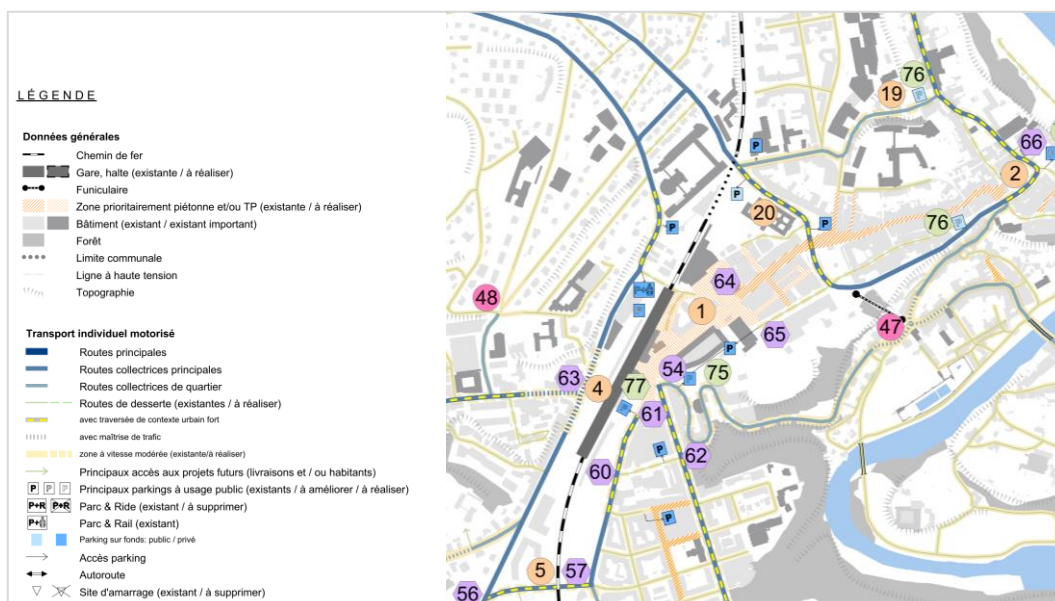 LÉGENDE
Données générales
Chemin de fer
Gare, halte (existante / à réaliser)
Funiculaire
Zone prioritairement piétonne et/ou TP (existante / à réaliser)
Bâtiment (existant / existant important)
Forêt
Limite communale
Ligne à haute tension
Topographie
Transport individuel motorisé
Routes principales
Routes collectrices principales
Routes collectrices de quartier
Routes de desserte (existantes / à réaliser)
avec traversée de contexte urbain fort
avec maîtrise de trafic
zone à vitesse modérée (existante/à réaliser)
Principaux accès aux projets futurs (livraisons et / ou habitants)
P P P Principaux parkings à usage public (existants / à améliorer / à réaliser)
P+R P+R Parc & Ride (existant / à supprimer)
P+ Parc & Rail (existant)
Parking sur fonds: public / privé
Accès parking
Autoroute
Site d'amarrage (existant / à supprimer)
76
19
P
66
2
P
20
P
76
P
P
64
48
1
47
65
P
63
54
75
4
77
61
P
62
60
P
5
57
56